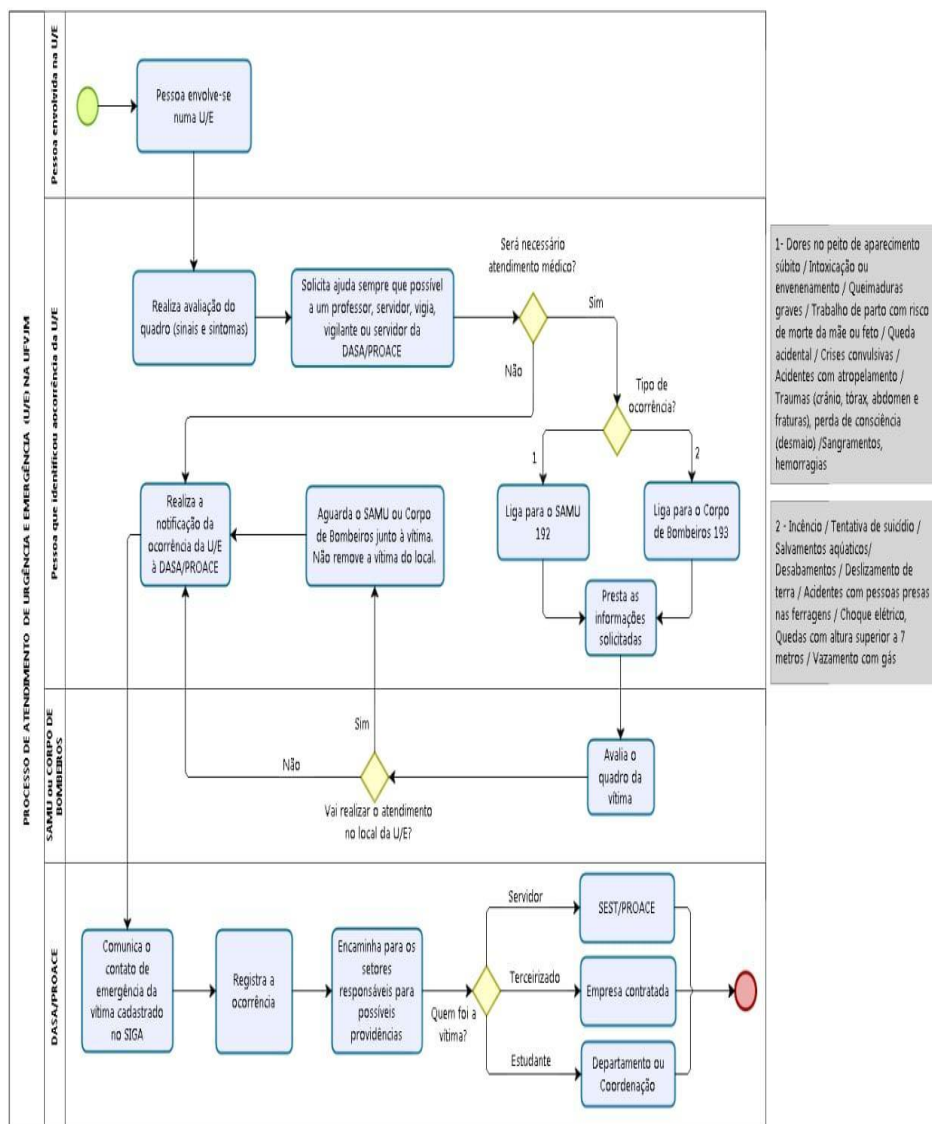 PROCESSO DE ATENDIMENTO DE URGÊNCIA E EMERGÊNCIA (U/E) NA UFVJM
Pessoa envolvida na U/E
Pessoa envolve-se
numa U/E
Pessoa que identificou aocorrência da U/E
Realiza avaliação do
quadro (sinais e sintomas)
Solicita ajuda sempre que possível
a um professor, servidor, vigia,
vigilante ou servidor da
DASA/PROACE
Será necessário
atendimento médico?
Sim
Não
Tipo de
ocorrência?
1
2
Liga para o SAMU
192
Liga para o Corpo
de Bombeiros 193
Presta as
informações
solicitadas
Aguarda o SAMU ou Corpo
de Bombeiros junto à vítima.
Não remove a vítima do local.
Realiza a
notificação da
ocorrência da U/E
à DASA/PROACE
SAMU ou CORPO DE
BOMBEIROS
Avalia o
quadro da
vítima
Sim
Não
Vai realizar o atendimento
no local da U/E?
DASA/PROACE
Comunica o
contato de
emergência da
vítima cadastrado
no SIGA
Registra a
ocorrência
Encaminha para os
setores
responsáveis para
possíveis
providências
Quem foi a
vítima?
Servidor
SEST/PROACE
Terceirizado
Empresa contratada
Estudante
Departamento ou
Coordenação
1- Dores no peito de aparecimento
súbito / Intoxicação ou
envenenamento / Queimaduras
graves / Trabalho de parto com risco
de morte da mãe ou feto / Queda
acidental / Crises convulsivas /
Acidentes com atropelamento /
Traumas (crânio, tórax, abdomen e
fraturas), perda de consciência
(desmaio) /Sangramentos,
hemorragias
2 - Incêncio / Tentativa de suicídio /
Salvamentos aqüáticos/
Desabamentos / Deslizamento de
terra / Acidentes com pessoas presas
nas ferragens / Choque elétrico,
Quedas com altura superior a 7
metros / Vazamento com gás